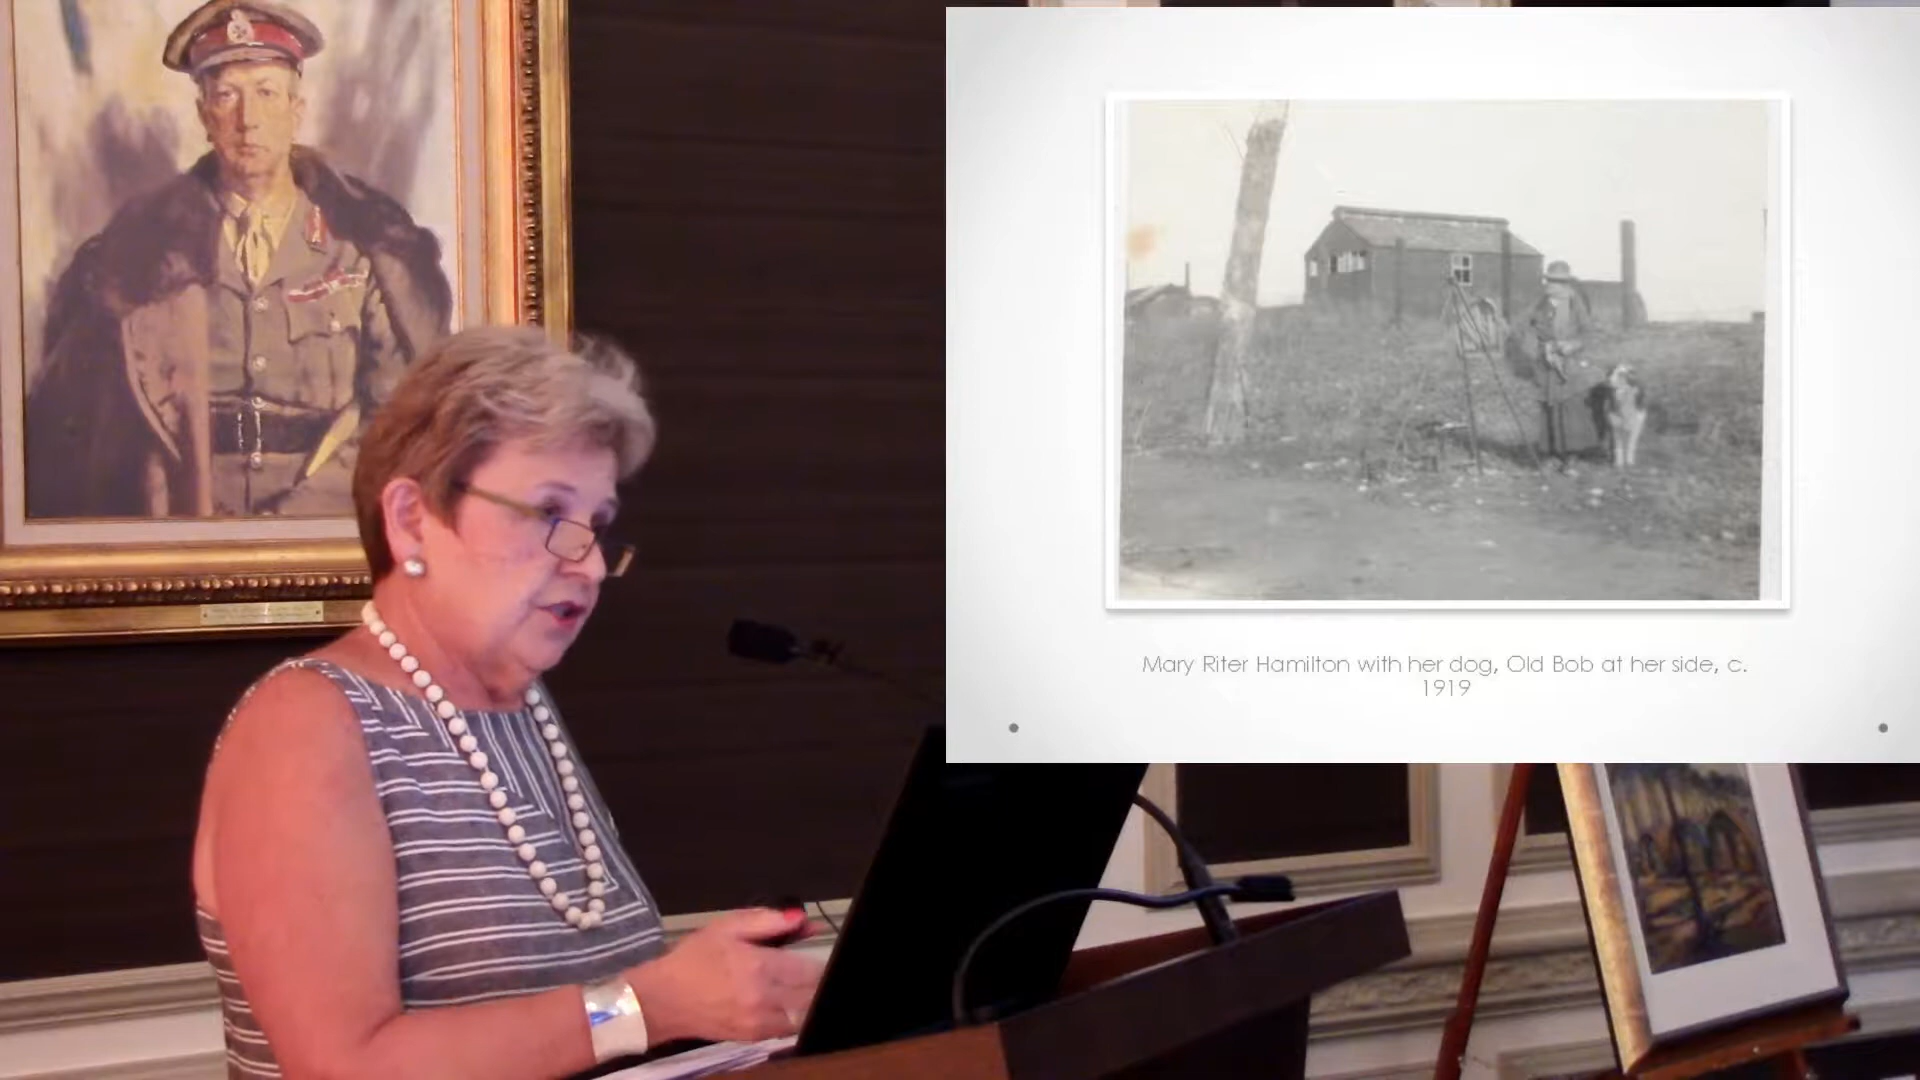 Mary Riter Hamilton with her dog, Old Bob at her side, c.
1919